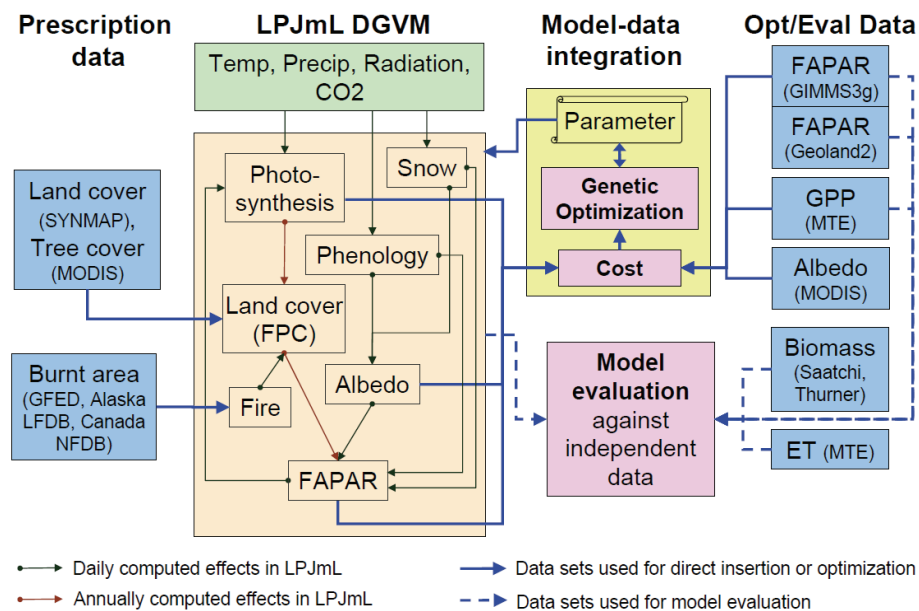 Prescription
data
LPJmL DGVM
Model-data
integration
Opt/Eval Data
Temp, Precip, Radiation,
CO2
Photo-
synthesis
Snow
Phenology
Land cover
(FPC)
Fire
Albedo
FAPAR
Land cover
(SYNMAP),
Tree cover
(MODIS)
Burnt area
(GFED, Alaska
LFDB, Canada
NFDB)
Parameter
Genetic
Optimization
Cost
Model
evaluation
against
independent
data
FAPAR
(GIMMS3g)
FAPAR
(Geoland2)
GPP
(MTE)
Albedo
(MODIS)
Biomass
(Saatchi,
Thurner)
ET (MTE)
Daily computed effects in LPJmL
Annually computed effects in LPJmL
Data sets used for direct insertion or optimization
Data sets used for model evaluation